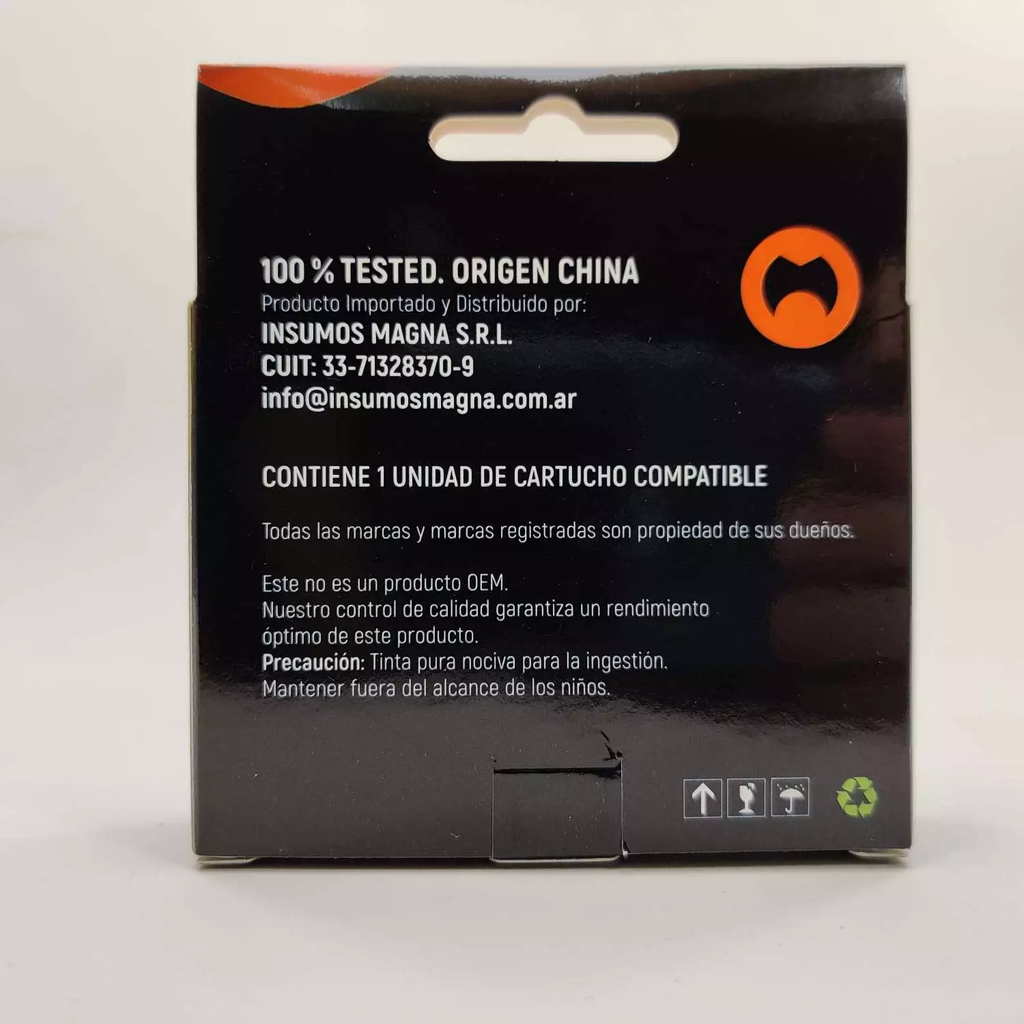 100 % TESTED. ORIGEN CHINA
Producto Importado y Distribuido por:
INSUMOS MAGNA S.R.L.
CUIT: 33-71328370-9
info@insumosmagna.com.ar
CONTIENE 1 UNIDAD DE CARTUCHO COMPATIBLE
Todas las marcas y marcas registradas son propiedad de sus dueños.
Este no es un producto OEM.
Nuestro control de calidad garantiza un rendimiento
óptimo de este producto.
Precaución: Tinta pura nociva para la ingestión.
Mantener fuera del alcance de los niños.